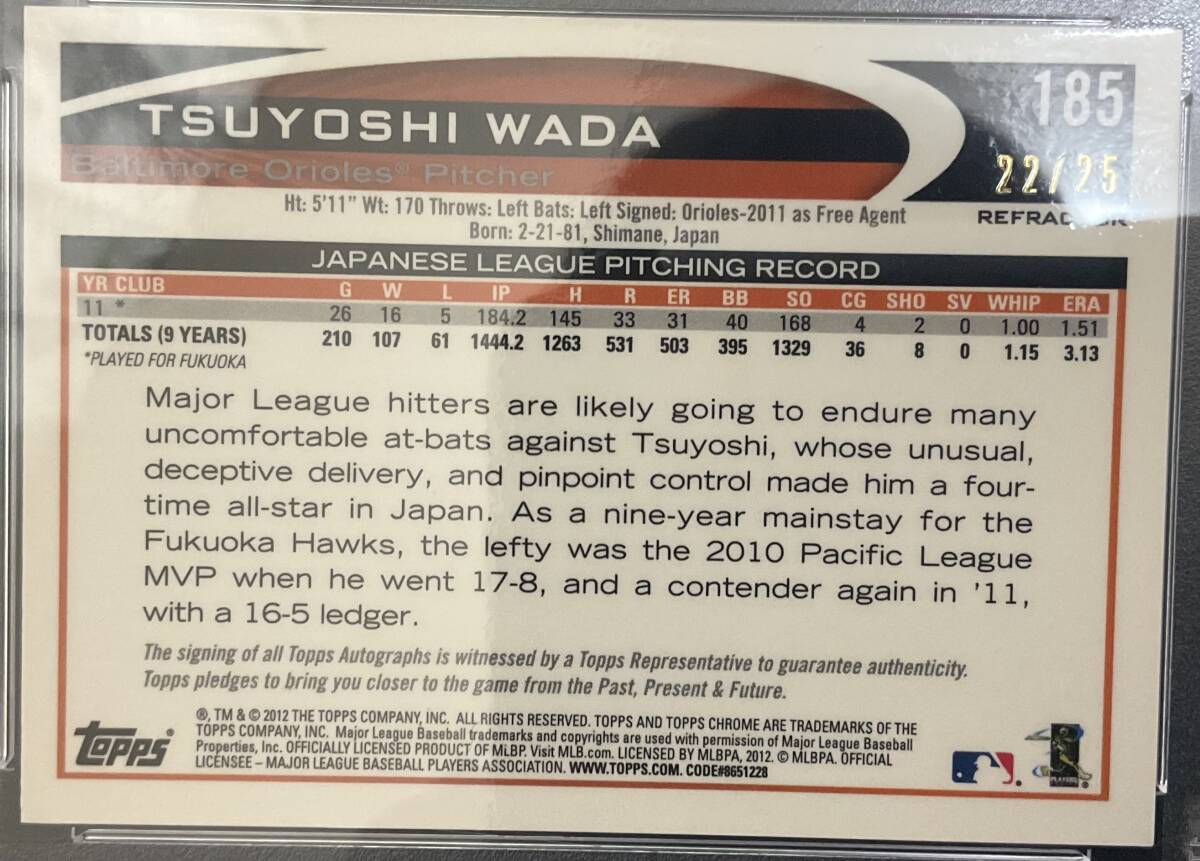 TSUYOSHI WADA
185
Baltimore Orioles® Pitcher
22/25
REFRACTOR
Ht: 5'11" Wt: 170 Throws: Left Bats: Left Signed: Orioles-2011 as Free Agent
Born: 2-21-81, Shimane, Japan
JAPANESE LEAGUE PITCHING RECORD
YR CLUB G W L IP H R ER BB SO CG SHO SV WHIP ERA
11 * 26 16 5 184.2 145 33 31 40 168 4 2 0 1.00 1.51
TOTALS (9 YEARS) 210 107 61 1444.2 1263 531 503 395 1329 36 8 0 1.15 3.13
*PLAYED FOR FUKUOKA
Major League hitters are likely going to endure many
uncomfortable at-bats against Tsuyoshi, whose unusual,
deceptive delivery, and pinpoint control made him a four-
time all-star in Japan. As a nine-year mainstay for the
Fukuoka Hawks, the lefty was the 2010 Pacific League
MVP when he went 17-8, and a contender again in '11,
with a 16-5 ledger.
The signing of all Topps Autographs is witnessed by a Topps Representative to guarantee authenticity.
Topps pledges to bring you closer to the game from the Past, Present & Future.
topps
®, TM & © 2012 THE TOPPS COMPANY, INC. ALL RIGHTS RESERVED. TOPPS AND TOPPS CHROME ARE TRADEMARKS OF THE
TOPPS COMPANY, INC. Major League Baseball trademarks and copyrights are used with permission of Major League Baseball
Properties, Inc. OFFICIALLY LICENSED PRODUCT OF MLBP. Visit MLB.com. LICENSED BY MLBPA, 2012. © MLBPA. OFFICIAL
LICENSEE – MAJOR LEAGUE BASEBALL PLAYERS ASSOCIATION. WWW.TOPPS.COM. CODE#8651228
PLAYERS